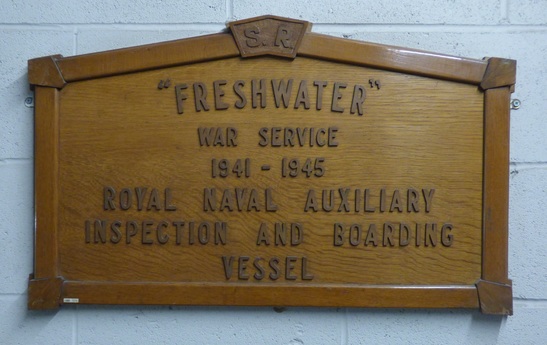 S.R.
"FRESHWATER"
WAR SERVICE
1941 - 1945
ROYAL NAVAL AUXILIARY
INSPECTION AND BOARDING
VESSEL